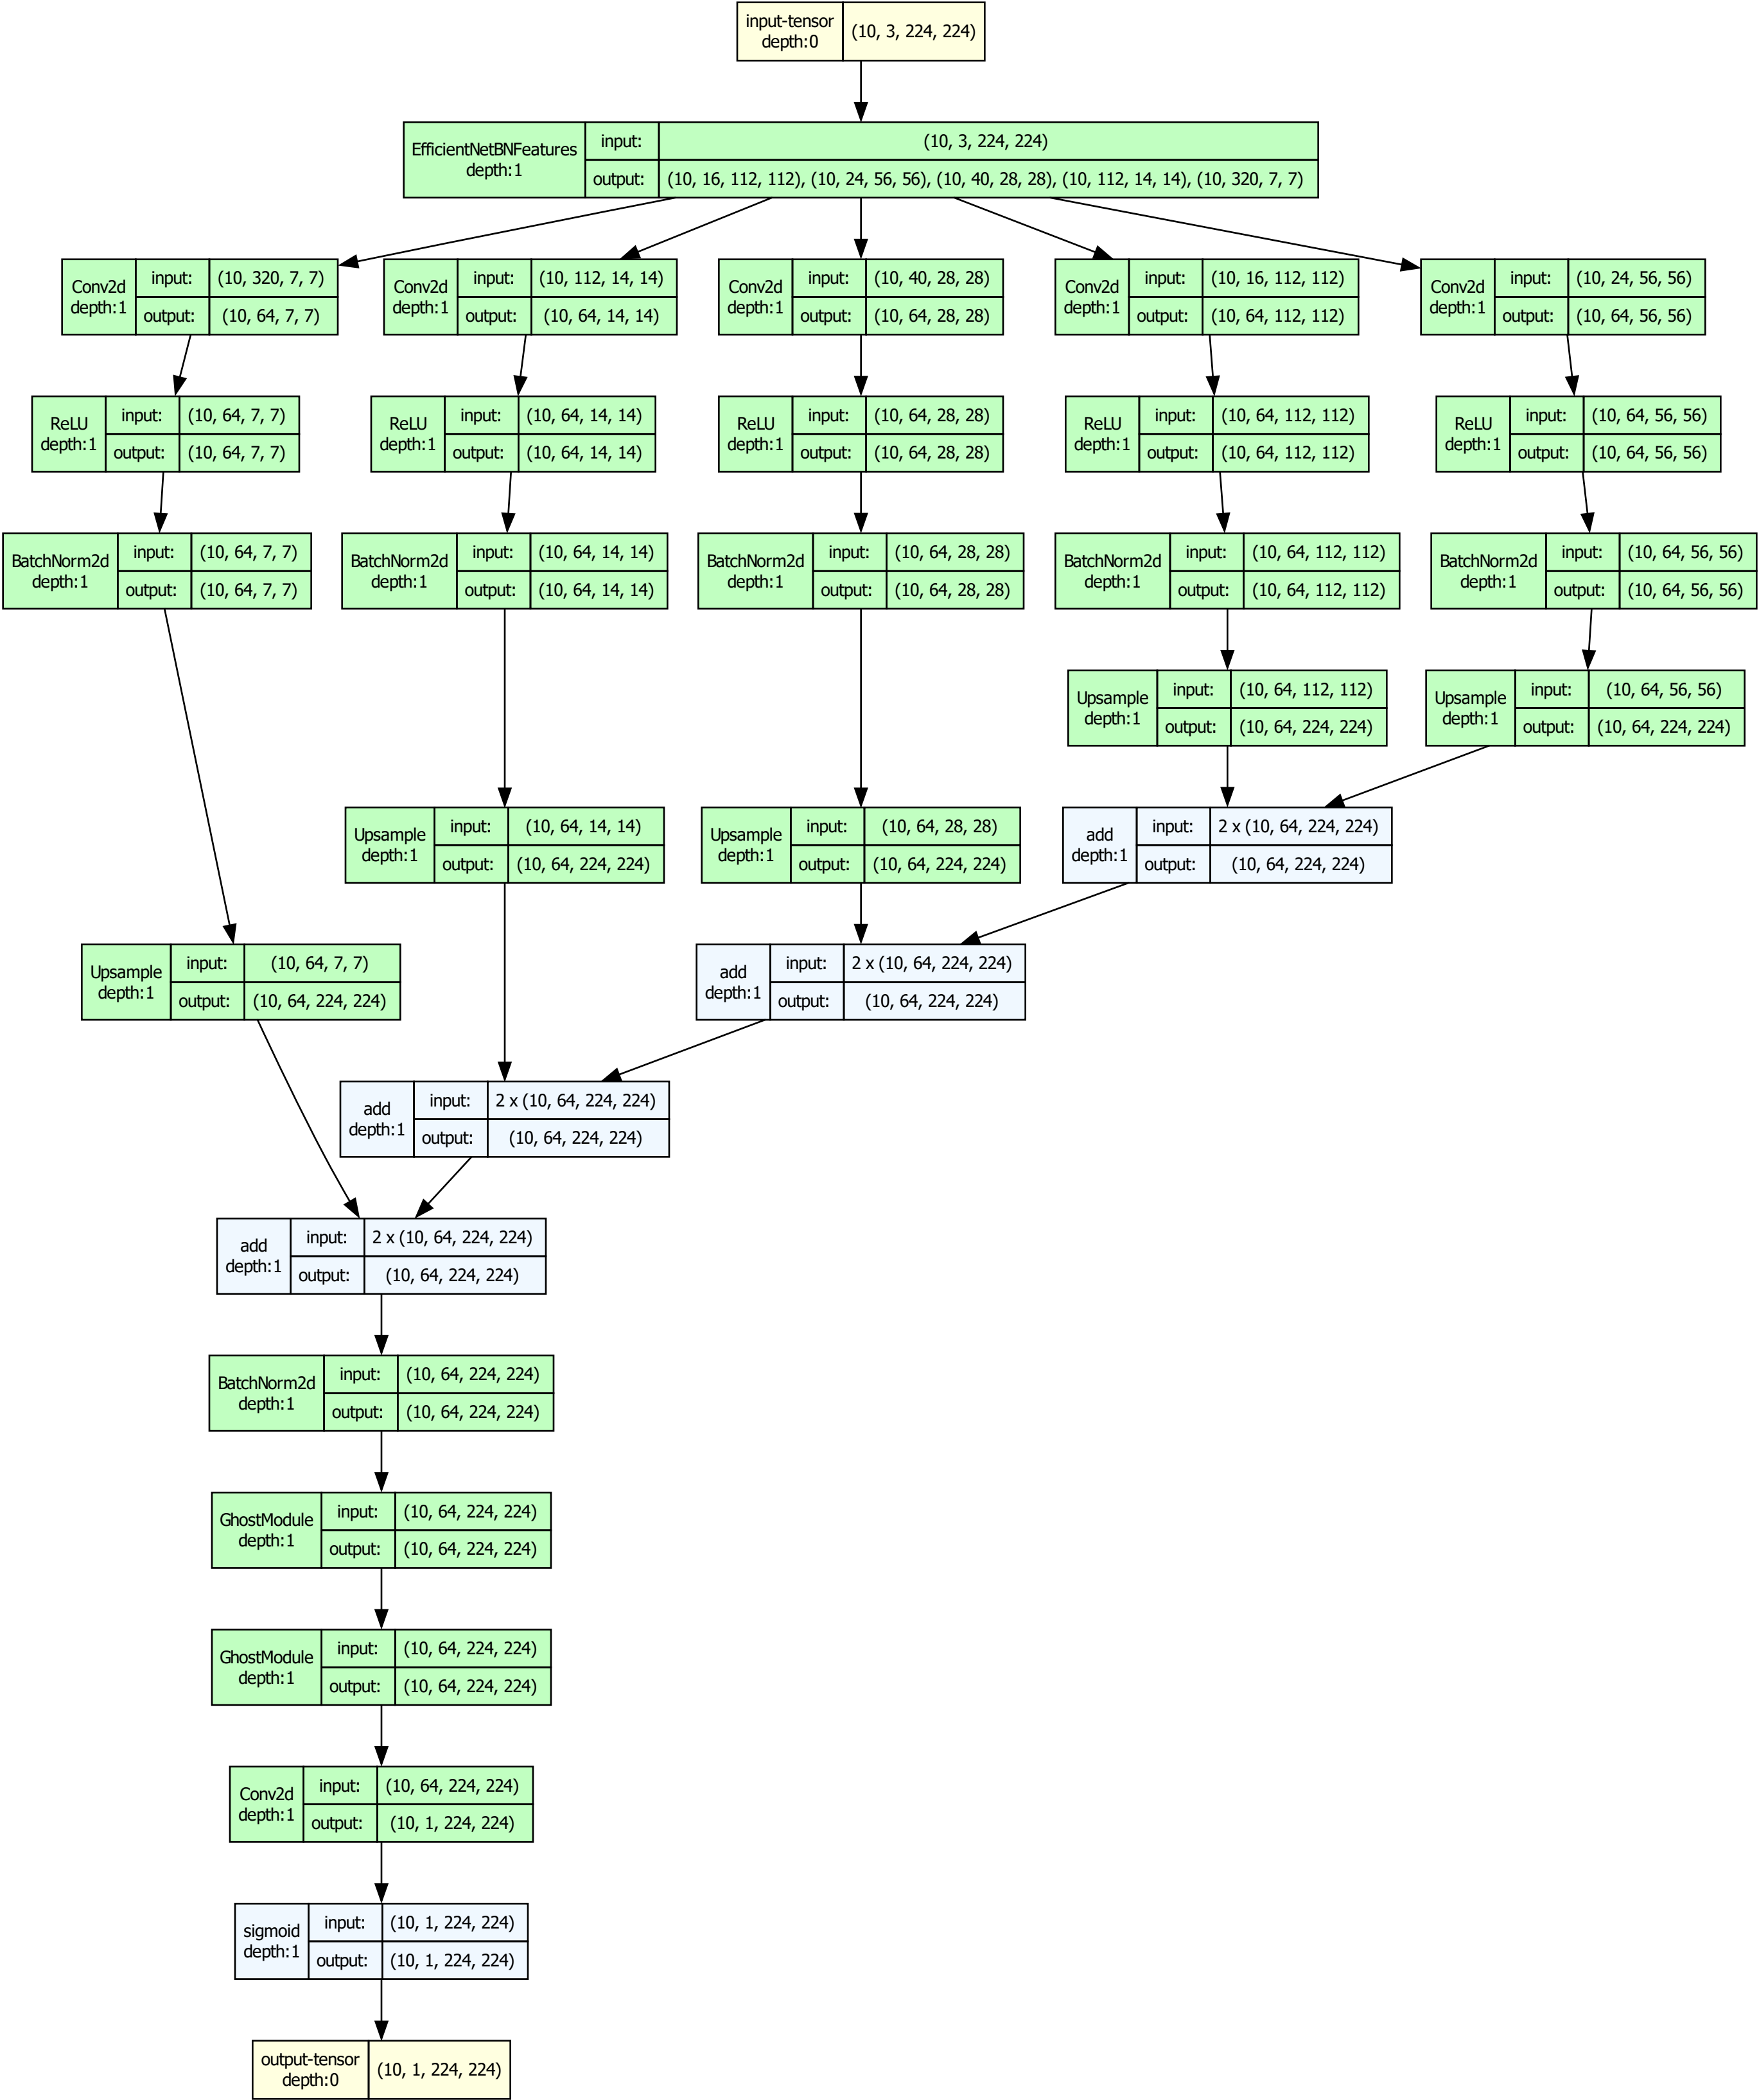 input-tensor
depth:0
(10, 3, 224, 224)
EfficientNetBNFeatures
depth:1
input:
(10, 3, 224, 224)
output:
(10, 16, 112, 112), (10, 24, 56, 56), (10, 40, 28, 28), (10, 112, 14, 14), (10, 320, 7, 7)
Conv2d
depth:1
input:
(10, 320, 7, 7)
output:
(10, 64, 7, 7)
Conv2d
depth:1
input:
(10, 112, 14, 14)
output:
(10, 64, 14, 14)
Conv2d
depth:1
input:
(10, 40, 28, 28)
output:
(10, 64, 28, 28)
Conv2d
depth:1
input:
(10, 16, 112, 112)
output:
(10, 64, 112, 112)
Conv2d
depth:1
input:
(10, 24, 56, 56)
output:
(10, 64, 56, 56)
ReLU
depth:1
input:
(10, 64, 7, 7)
output:
(10, 64, 7, 7)
ReLU
depth:1
input:
(10, 64, 14, 14)
output:
(10, 64, 14, 14)
ReLU
depth:1
input:
(10, 64, 28, 28)
output:
(10, 64, 28, 28)
ReLU
depth:1
input:
(10, 64, 112, 112)
output:
(10, 64, 112, 112)
ReLU
depth:1
input:
(10, 64, 56, 56)
output:
(10, 64, 56, 56)
BatchNorm2d
depth:1
input:
(10, 64, 7, 7)
output:
(10, 64, 7, 7)
BatchNorm2d
depth:1
input:
(10, 64, 14, 14)
output:
(10, 64, 14, 14)
BatchNorm2d
depth:1
input:
(10, 64, 28, 28)
output:
(10, 64, 28, 28)
BatchNorm2d
depth:1
input:
(10, 64, 112, 112)
output:
(10, 64, 112, 112)
BatchNorm2d
depth:1
input:
(10, 64, 56, 56)
output:
(10, 64, 56, 56)
Upsample
depth:1
input:
(10, 64, 112, 112)
output:
(10, 64, 224, 224)
Upsample
depth:1
input:
(10, 64, 56, 56)
output:
(10, 64, 224, 224)
Upsample
depth:1
input:
(10, 64, 14, 14)
output:
(10, 64, 224, 224)
Upsample
depth:1
input:
(10, 64, 28, 28)
output:
(10, 64, 224, 224)
add
depth:1
input:
2 x (10, 64, 224, 224)
output:
(10, 64, 224, 224)
Upsample
depth:1
input:
(10, 64, 7, 7)
output:
(10, 64, 224, 224)
add
depth:1
input:
2 x (10, 64, 224, 224)
output:
(10, 64, 224, 224)
add
depth:1
input:
2 x (10, 64, 224, 224)
output:
(10, 64, 224, 224)
add
depth:1
input:
2 x (10, 64, 224, 224)
output:
(10, 64, 224, 224)
BatchNorm2d
depth:1
input:
(10, 64, 224, 224)
output:
(10, 64, 224, 224)
GhostModule
depth:1
input:
(10, 64, 224, 224)
output:
(10, 64, 224, 224)
GhostModule
depth:1
input:
(10, 64, 224, 224)
output:
(10, 64, 224, 224)
Conv2d
depth:1
input:
(10, 64, 224, 224)
output:
(10, 1, 224, 224)
sigmoid
depth:1
input:
(10, 1, 224, 224)
output:
(10, 1, 224, 224)
output-tensor
depth:0
(10, 1, 224, 224)